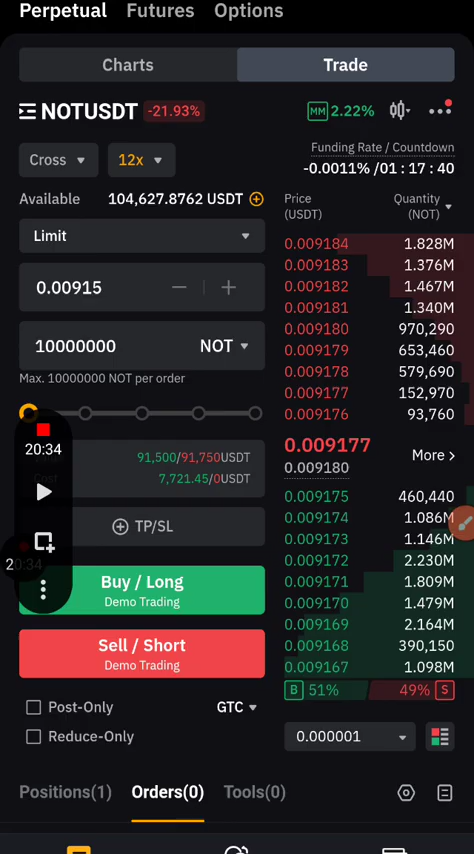 Perpetual Futures Options
Charts Trade
NOTUSDT -21.93% MM 2.22%
Cross 12x
Funding Rate / Countdown
-0.0011% /01 : 17 : 40
Available 104,627.8762 USDT
Price (USDT) Quantity (NOT)
Limit
0.00915
10000000 NOT
Max. 10000000 NOT per order
0.009184 1.828M
0.009183 1.376M
0.009182 1.467M
0.009181 1.340M
0.009180 970,290
0.009179 653,460
0.009178 579,690
0.009177 152,970
0.009176 93,760
0.009177
0.009180
More >
20:34
91,500/91,750USDT
7,721.45/0USDT
TP/SL
20:34
Buy / Long
Demo Trading
Sell / Short
Demo Trading
0.009175 460,440
0.009174 1.086M
0.009173 1.146M
0.009172 2.230M
0.009171 1.809M
0.009170 1.479M
0.009169 2.164M
0.009168 390,150
0.009167 1.098M
B 51% 49% S
Post-Only GTC
Reduce-Only
0.000001
Positions(1) Orders(0) Tools(0)